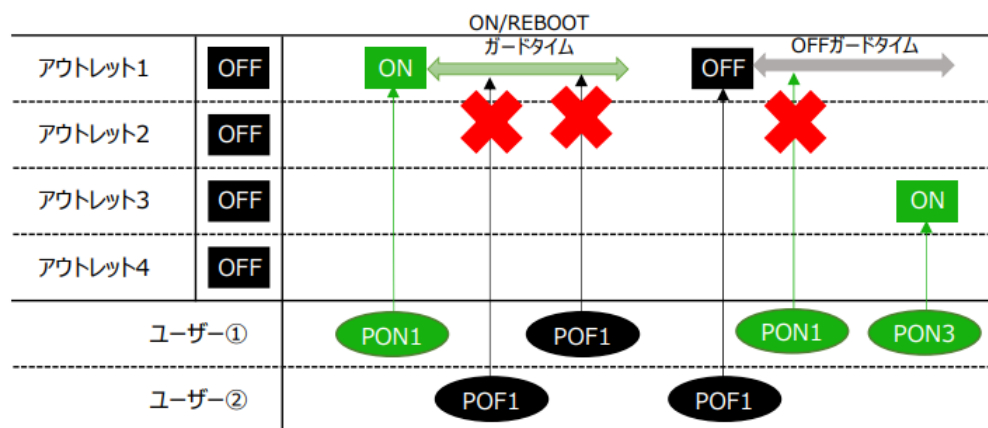 ON/REBOOT
ガードタイム
OFFガードタイム
アウトレット1 OFF ON OFF
アウトレット2 OFF
アウトレット3 OFF ON
アウトレット4 OFF
ユーザー① PON1 POF1 PON1 PON3
ユーザー② POF1 POF1